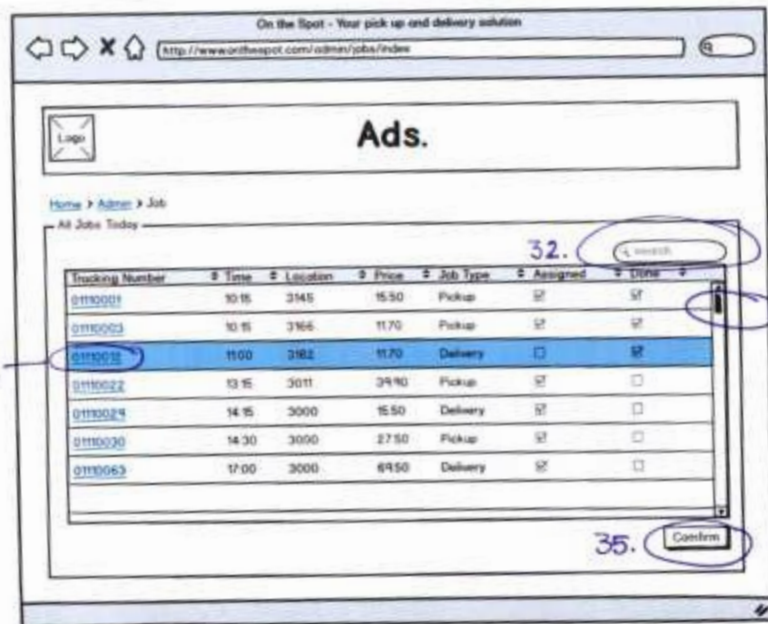 On the Spot - Your pick up and delivery solution
http://www.onthespot.com/admin/jobs/index
Logo
Ads.
Home > Admin > Job
All Jobs Today
32.
search
Tracking Number Time Location Price Job Type Assigned Done
01110001 10:15 3145 15.50 Pickup
01110003 10:15 3166 11.70 Pickup
01110012 11:00 3182 11.70 Delivery
01110022 13:15 3011 39.90 Pickup
01110029 14:15 3000 15.50 Delivery
01110030 14:30 3000 27.50 Pickup
01110063 17:00 3000 69.50 Delivery
35.
Confirm